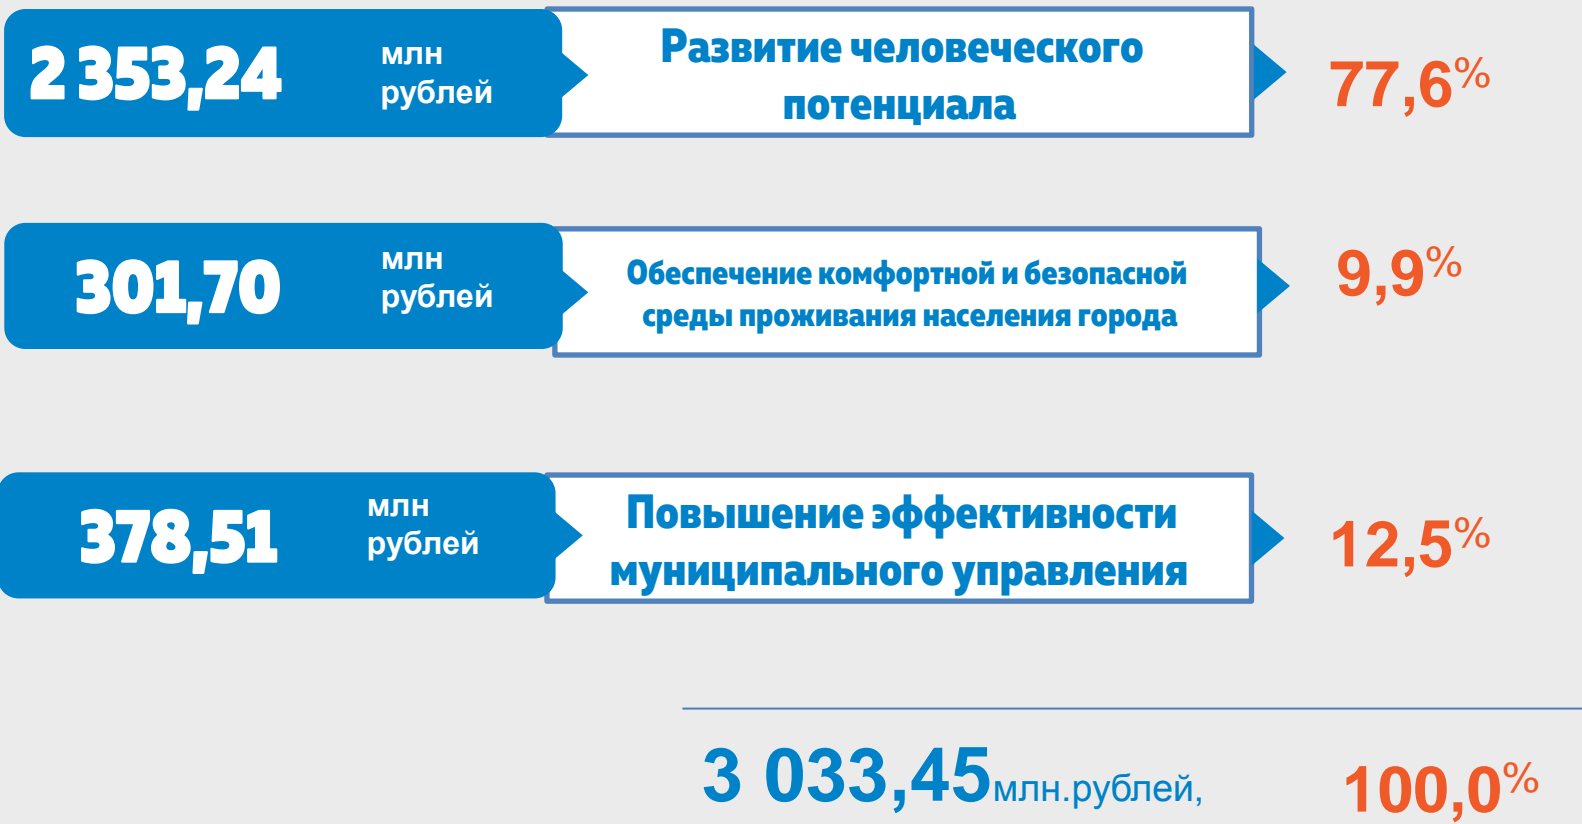 2 353,24
млн
рублей
Развитие человеческого
потенциала
77,6%
301,70
млн
рублей
Обеспечение комфортной и безопасной
среды проживания населения города
9,9%
378,51
млн
рублей
Повышение эффективности
муниципального управления
12,5%
3 033,45млн.рублей,
100,0%